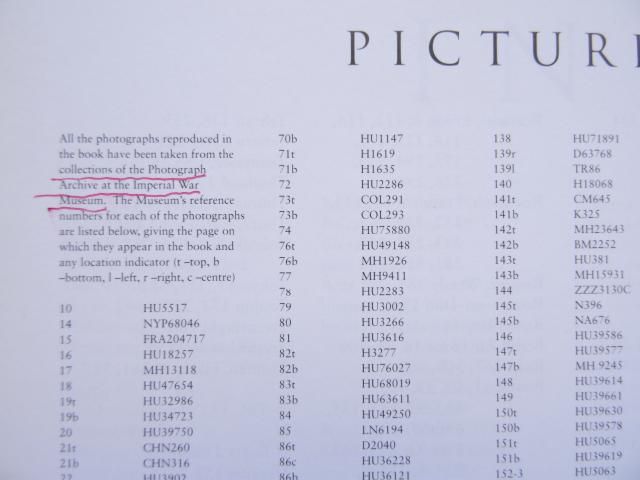 PICTUR
All the photographs reproduced in
the book have been taken from the
collections of the Photograph
Archive at the Imperial War
Museum. The Museum's reference
numbers for each of the photographs
are listed below, giving the page on
which they appear in the book and
any location indicator (t –top, b
–bottom, l –left, r –right, c –centre)
10 HU5517
14 NYP68046
15 FRA204717
16 HU18257
17 MH13118
18 HU47654
19t HU32986
19b HU34723
20 HU39750
21t CHN260
21b CHN316
22 HU3902
70b HU1147
71t H1619
71b H1635
72 HU2286
73t COL291
73b COL293
74 HU75880
76t HU49148
76b MH1926
77 MH9411
78 HU2283
79 HU3002
80 HU3266
81 HU3616
82t H3277
82b HU76027
83t HU68019
83b HU63611
84 HU49250
85 LN6194
86t D2040
86c HU36228
86b HU36121
138 HU71891
139r D63768
139l TR86
140 H18068
141t CM645
141b K325
142t MH23643
142b BM2252
143t HU381
143b MH15931
144 ZZZ3130C
145t N396
145b NA676
146 HU39586
147t HU39577
147b MH 9245
148 HU39614
149 HU39661
150t HU39630
150b HU39578
151t HU5065
151b HU39619
152-3 HU5063